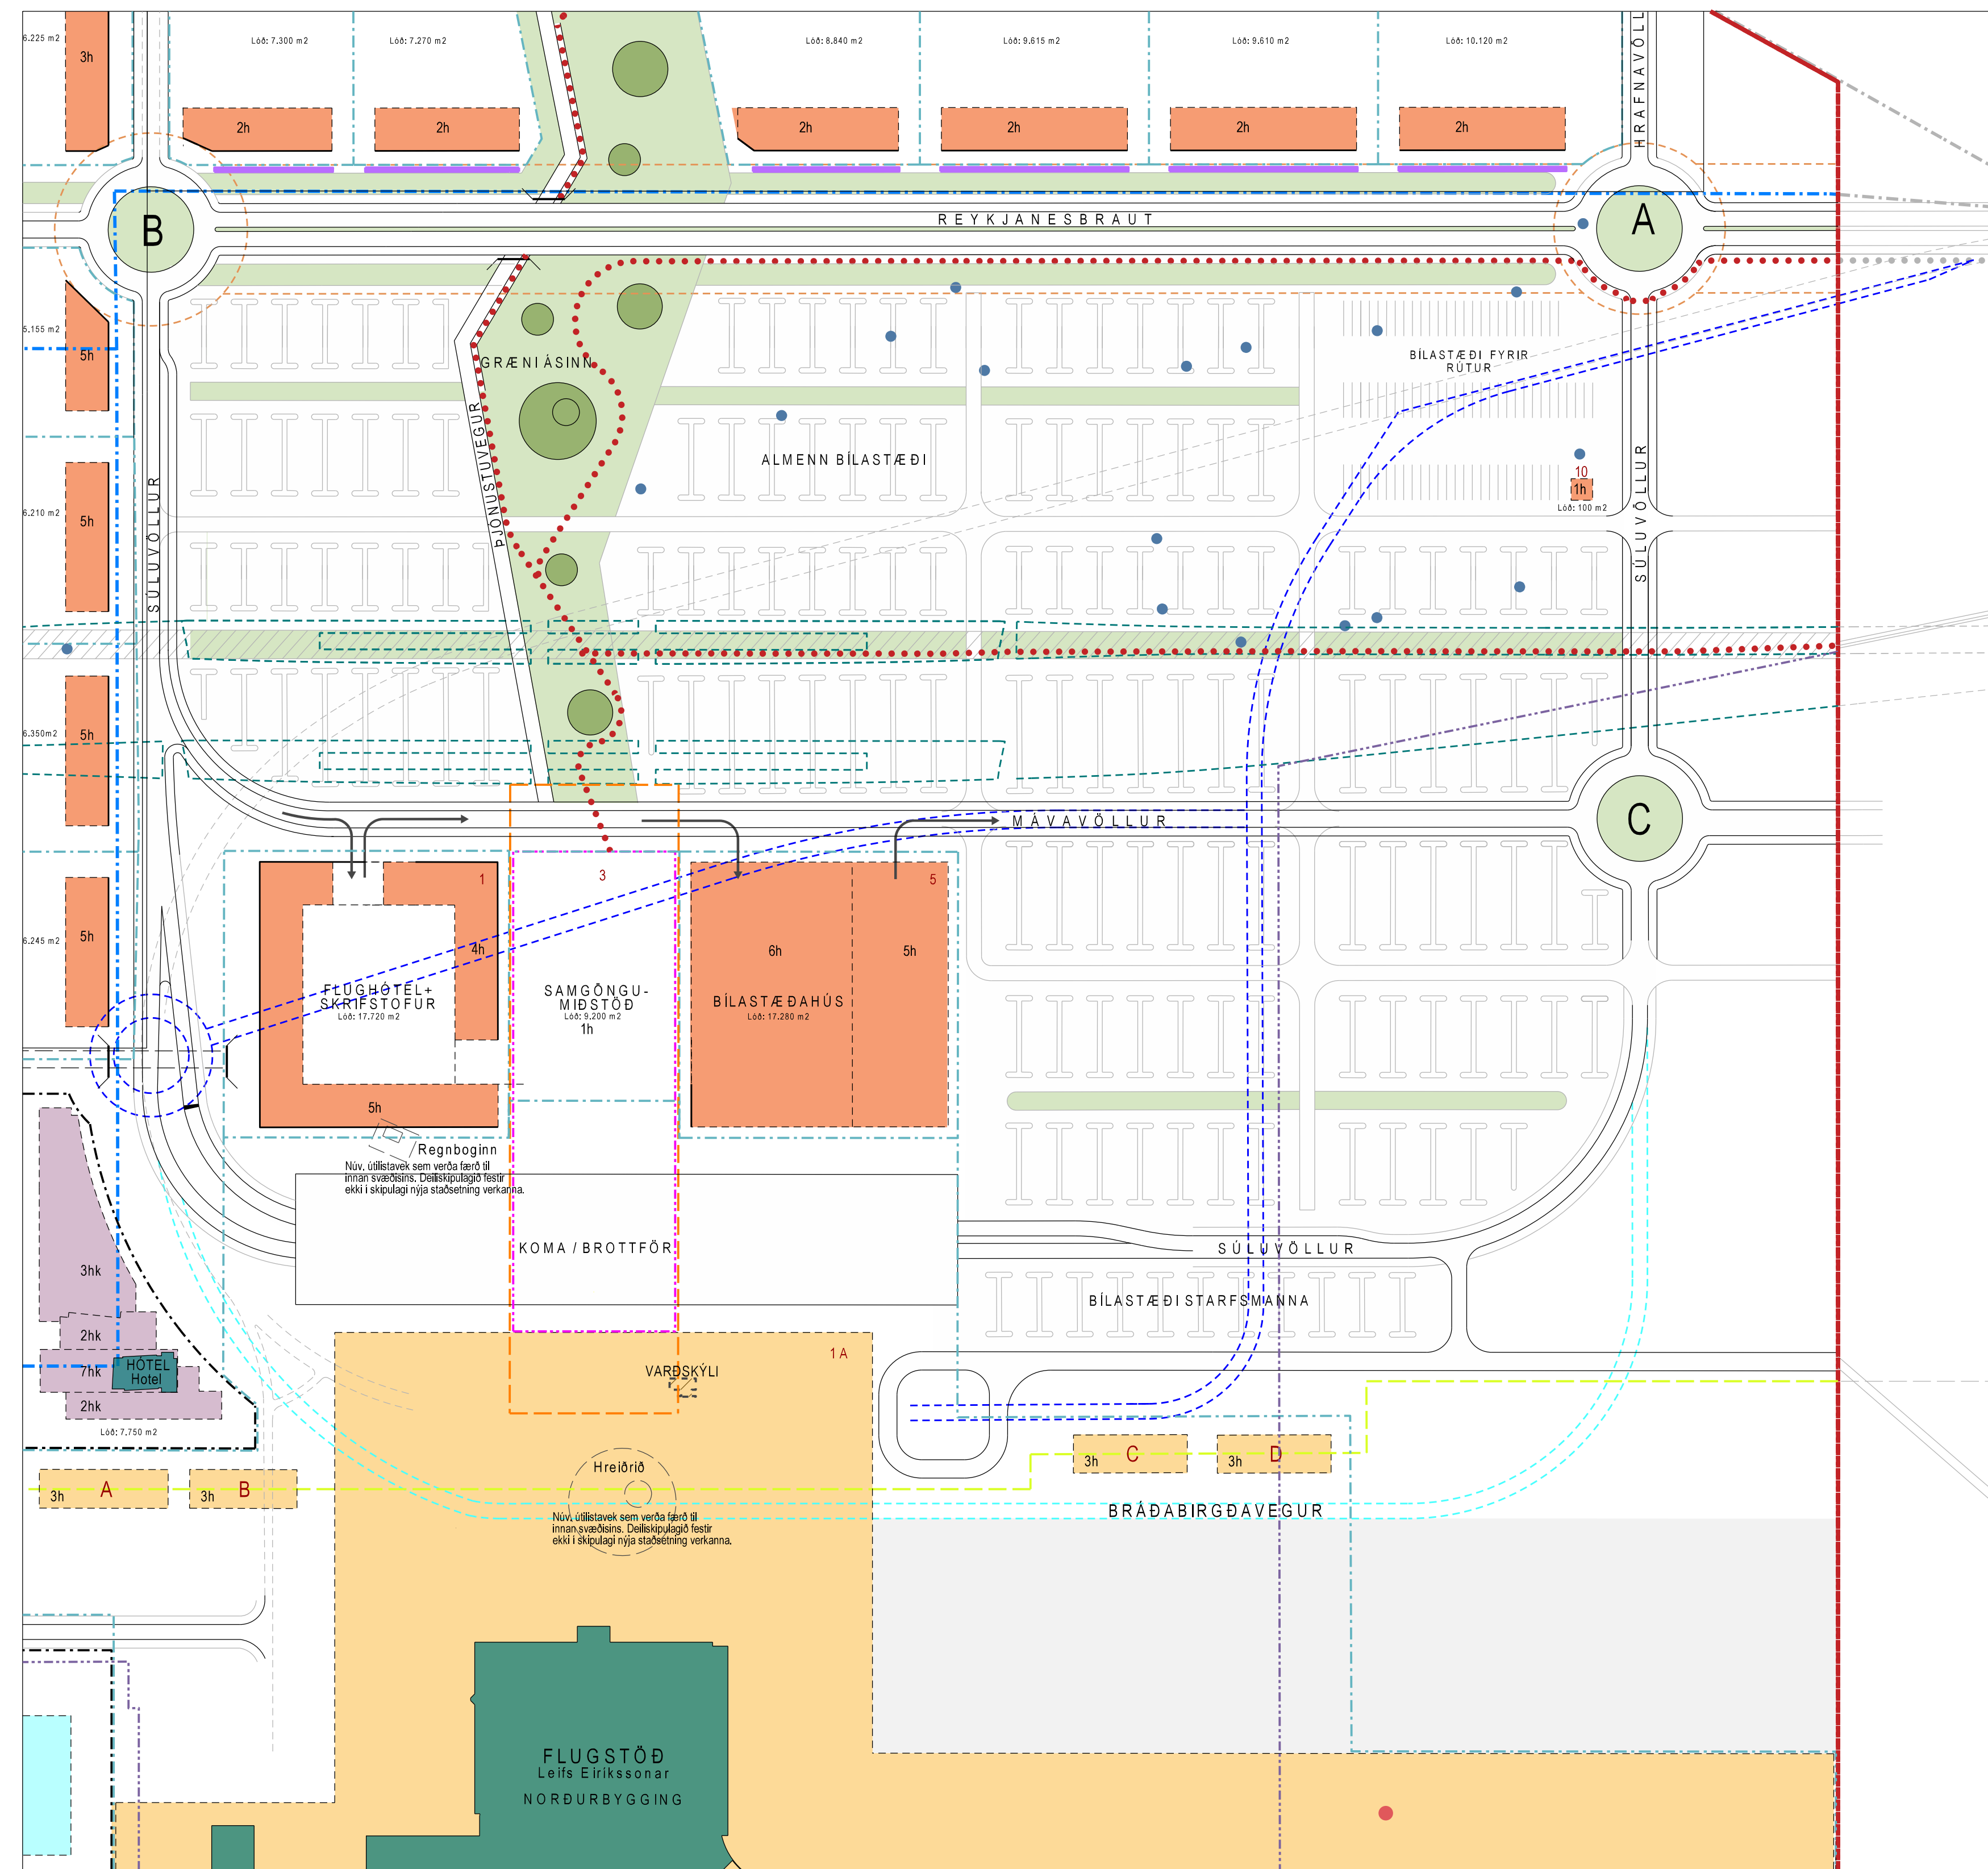 6.225 m2
3h
Lóð: 7.300 m2
Lóð: 7.270 m2
Lóð: 8.840 m2
Lóð: 9.615 m2
Lóð: 9.610 m2
Lóð: 10.120 m2
HRAFNAVÖLL
2h
2h
2h
2h
2h
2h
B
REYKJANESBRAUT
A
5.155 m2
5h
GRÆNI ÁSINN
BÍLASTÆÐI FYRIR
RÚTUR
ÞJÓNUSTUVEGUR
ALMENN BÍLASTÆÐI
10
1h
Lóð: 100 m2
6.210 m2
5h
SÚLUVÖLLUR
SÚLUVÖLLUR
6.350m2
5h
MÁVAVÖLLUR
C
1
3
5
6.245 m2
5h
4h
6h
5h
FLUGHÓTEL+
SKRIFSTOFUR
Lóð: 17.720 m2
SAMGÖNGU-
MIÐSTÖÐ
Lóð: 9.200 m2
1h
BÍLASTÆÐAHÚS
Lóð: 17.280 m2
5h
Regnboginn
Núv. útilistavek sem verða færð til
innan svæðisins. Deiliskipulagið festir
ekki í skipulagi nýja staðsetning verkanna.
KOMA / BROTTFÖR
SÚLUVÖLLUR
3hk
BÍLASTÆÐI STARFSMANNA
2hk
7hk
HÓTEL
Hotel
2hk
Lóð: 7.750 m2
1 A
VARÐSKÝLI
3h
A
3h
B
3h
C
3h
D
Hreiðrið
Núv. útilistavek sem verða færð til
innan svæðisins. Deiliskipulagið festir
ekki í skipulagi nýja staðsetning verkanna.
BRÁÐABIRGÐAVEGUR
FLUGSTÖÐ
Leifs Eiríkssonar
NORÐURBYGGING